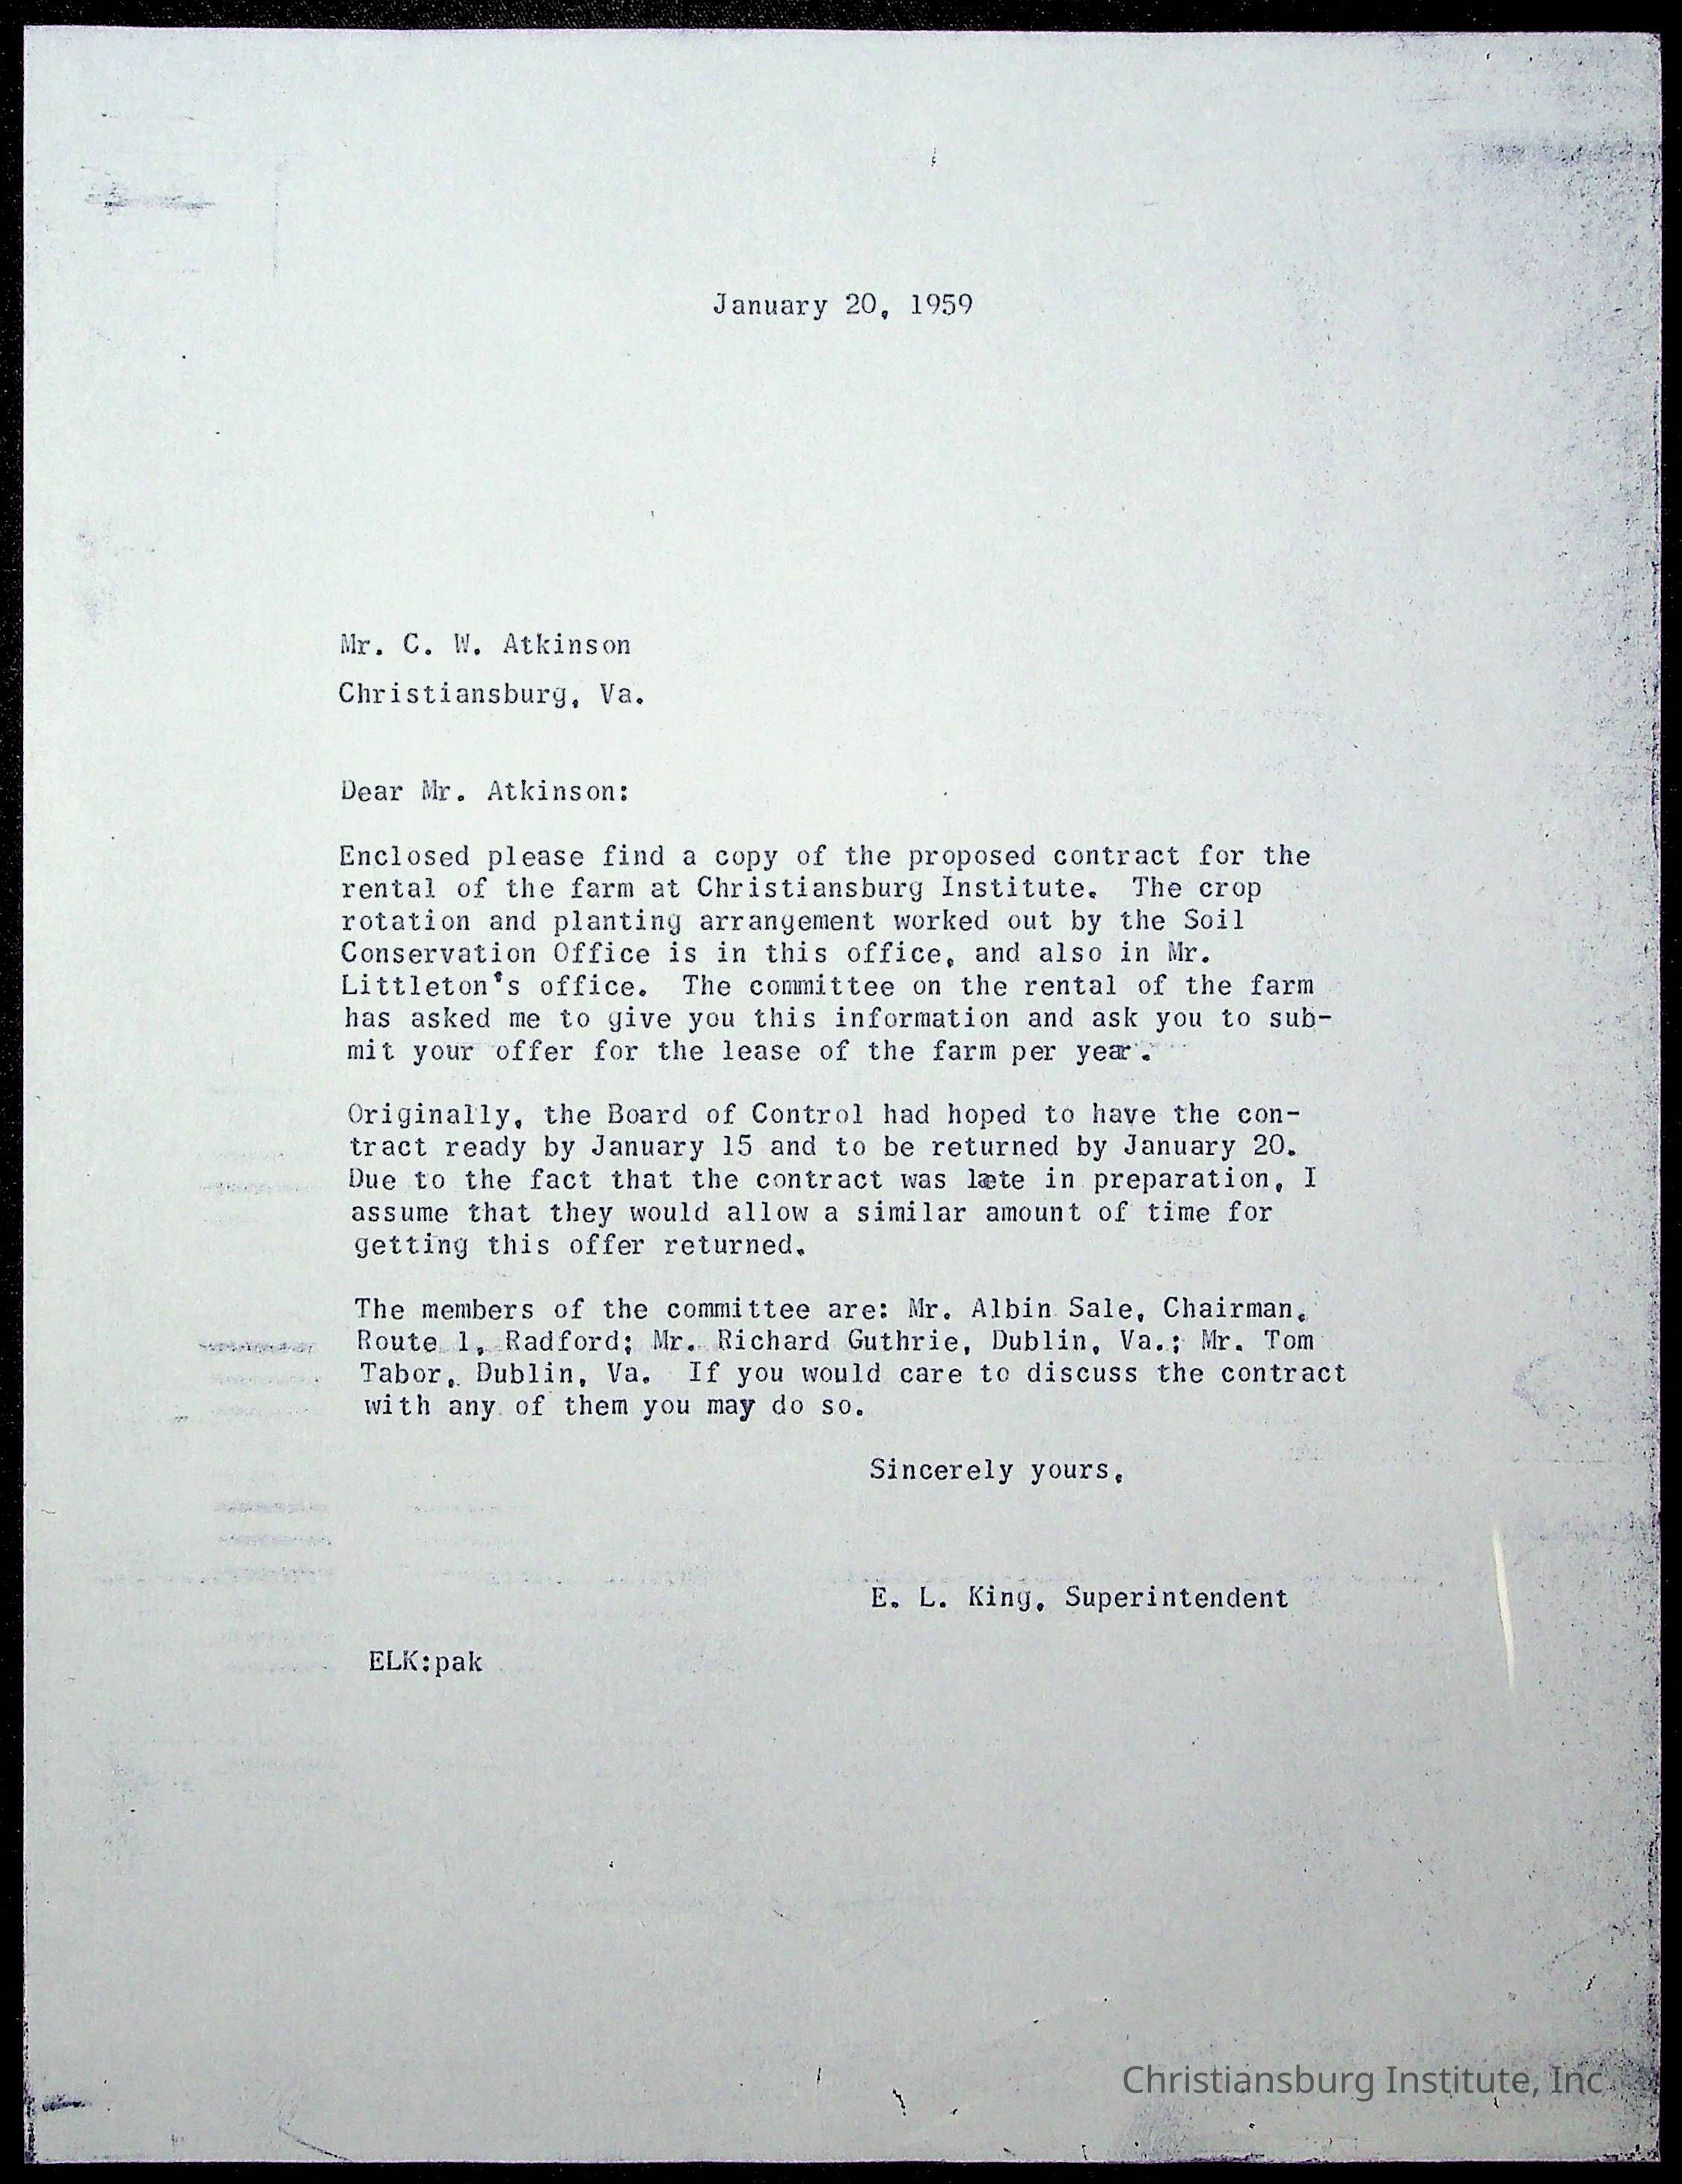 January 20, 1959
Mr. C. W. Atkinson
Christiansburg, Va.
Dear Mr. Atkinson:
Enclosed please find a copy of the proposed contract for the
rental of the farm at Christiansburg Institute. The crop
rotation and planting arrangement worked out by the Soil
Conservation Office is in this office, and also in Mr.
Littleton's office. The committee on the rental of the farm
has asked me to give you this information and ask you to sub-
mit your offer for the lease of the farm per year.
Originally, the Board of Control had hoped to have the con-
tract ready by January 15 and to be returned by January 20.
Due to the fact that the contract was late in preparation, I
assume that they would allow a similar amount of time for
getting this offer returned.
The members of the committee are: Mr. Albin Sale, Chairman,
Route 1, Radford; Mr. Richard Guthrie, Dublin, Va.; Mr. Tom
Tabor, Dublin, Va. If you would care to discuss the contract
with any of them you may do so.
Sincerely yours,
E. L. King, Superintendent
ELK:pak
Christiansburg Institute, Inc